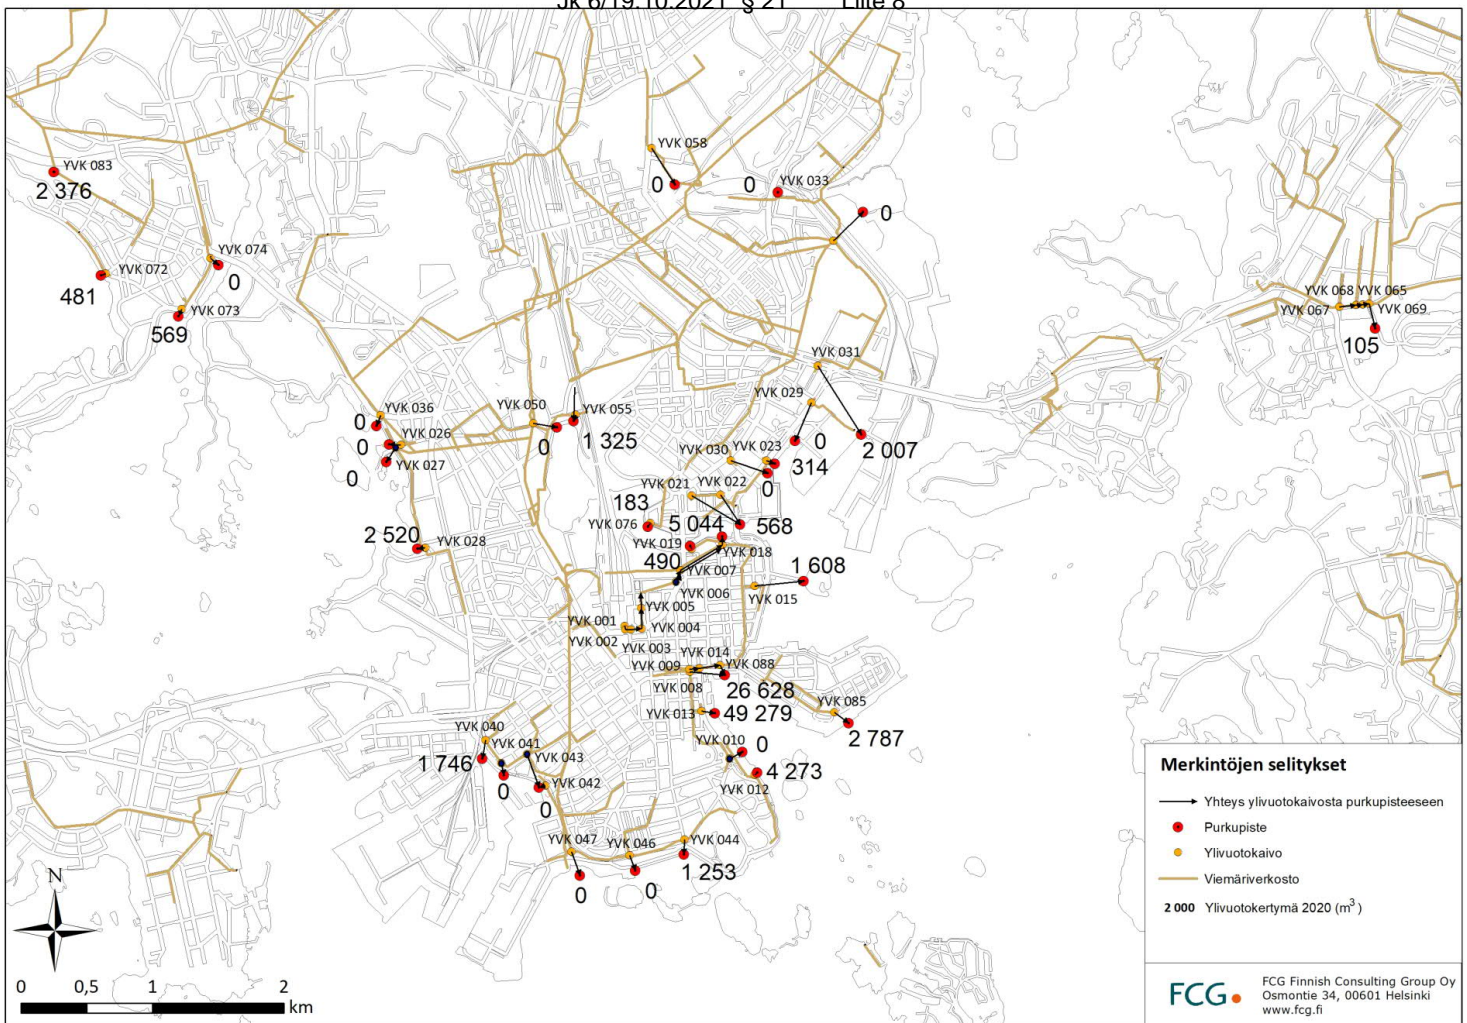 Jk 6/19.10.2021 § 21 Liite 8
YVK 058
YVK 083
0
0
YVK 033
2 376
0
YVK 074
YVK 072
0
481
YVK 068
YVK 065
YVK 067
YVK 069
YVK 073
569
105
YVK 031
YVK 029
YVK 036
YVK 050
YVK 055
0
YVK 026
0
0
1 325
0
2 007
YVK 030
YVK 023
YVK 027
314
0
0
YVK 021
YVK 022
183
YVK 076
5 044
568
2 520
YVK 028
YVK 019
YVK 018
490
YVK 007
1 608
YVK 006
YVK 015
YVK 005
YVK 001
YVK 004
YVK 002
YVK 003
YVK 014
YVK 009
YVK 088
YVK 008
26 628
YVK 085
YVK 013
49 279
2 787
YVK 040
YVK 041
YVK 010
0
YVK 043
1 746
4 273
YVK 042
YVK 012
0
0
YVK 047
YVK 046
YVK 044
1 253
0
0
N
0 0,5 1 2
km
Merkintöjen selitykset
Yhteys ylivuotokaivosta purkupisteeseen
Purkupiste
Ylivuotokaivo
Viemäriverkosto
2 000 Ylivuotokertymä 2020 (m³)
FCG
FCG Finnish Consulting Group Oy
Osmontie 34, 00601 Helsinki
www.fcg.fi